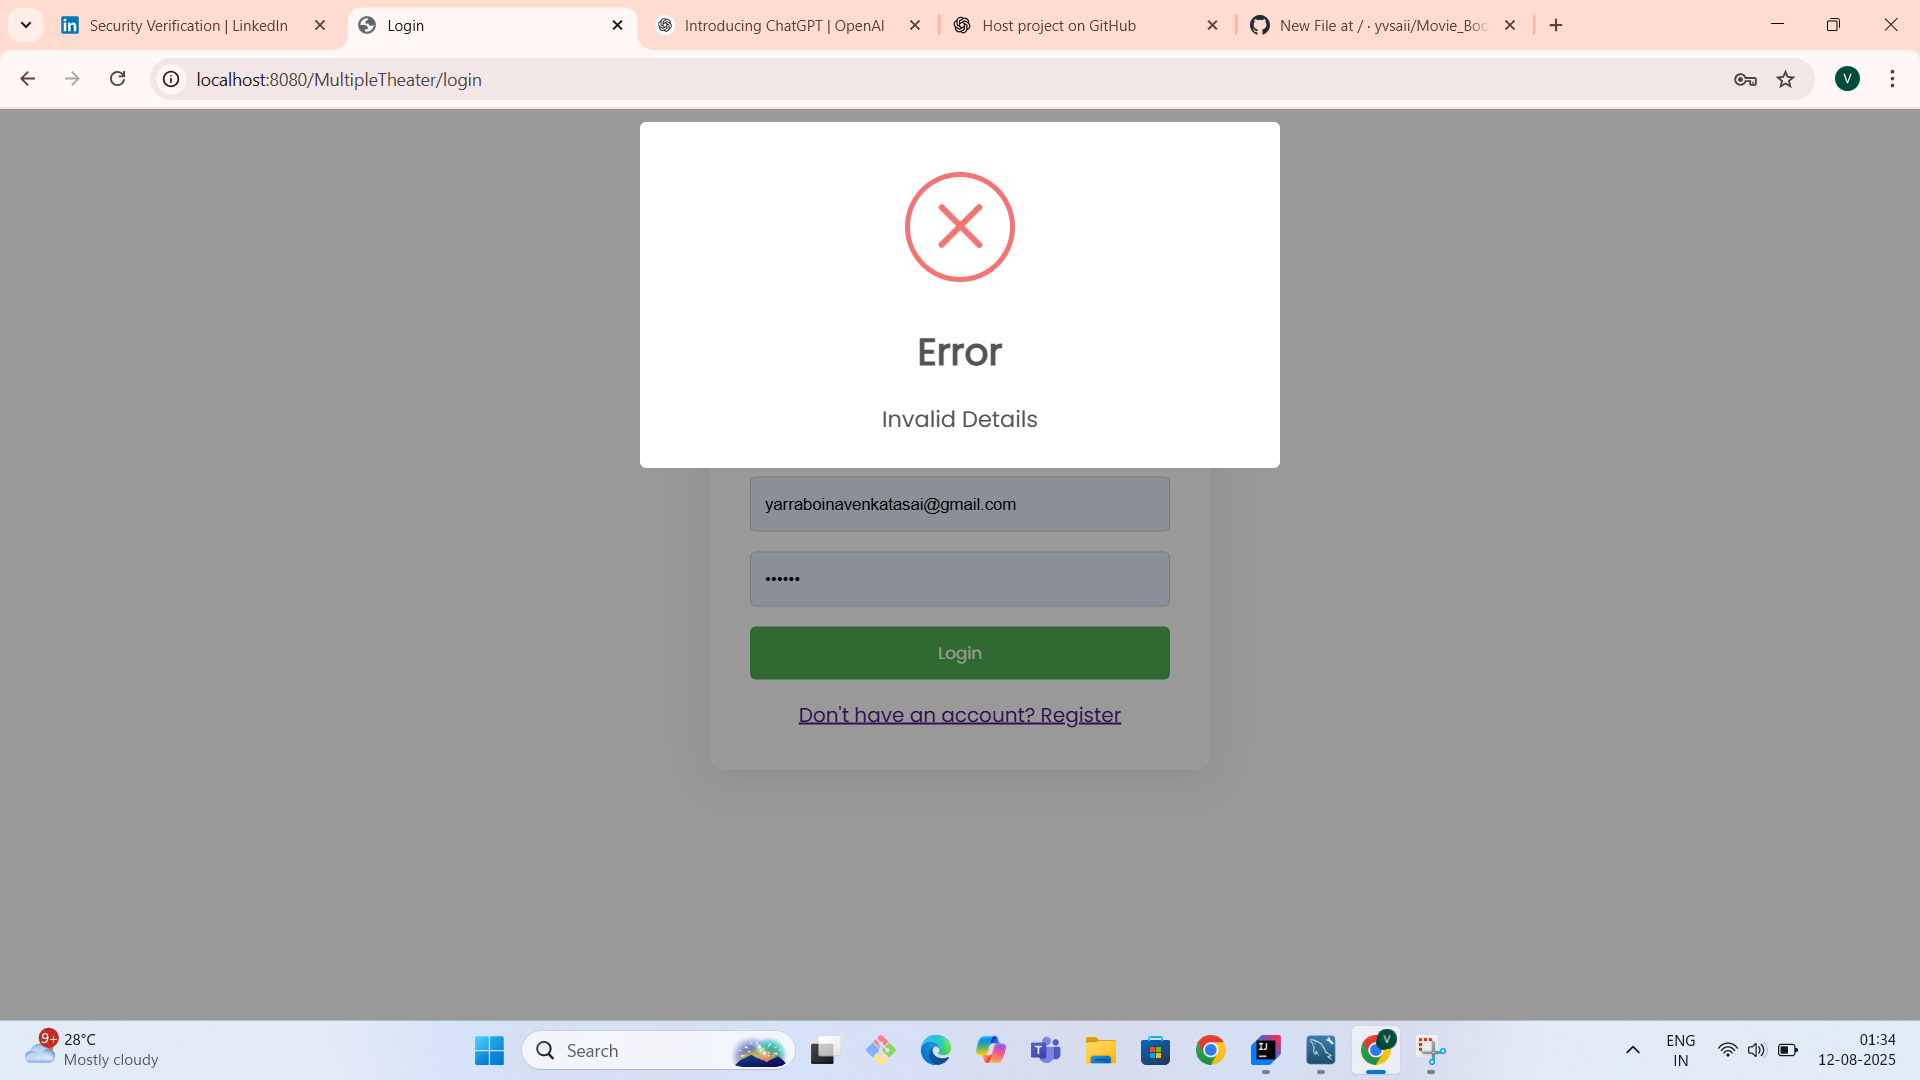 Security Verification | LinkedIn
Login
Introducing ChatGPT | OpenAI
Host project on GitHub
New File at / · yvsaii/Movie_Boo
localhost:8080/MultipleTheater/login
V
Error
Invalid Details
yarraboinavenkatasai@gmail.com
••••••
Login
Don't have an account? Register
9+
28°C
Mostly cloudy
Search
ENG
IN
01:34
12-08-2025